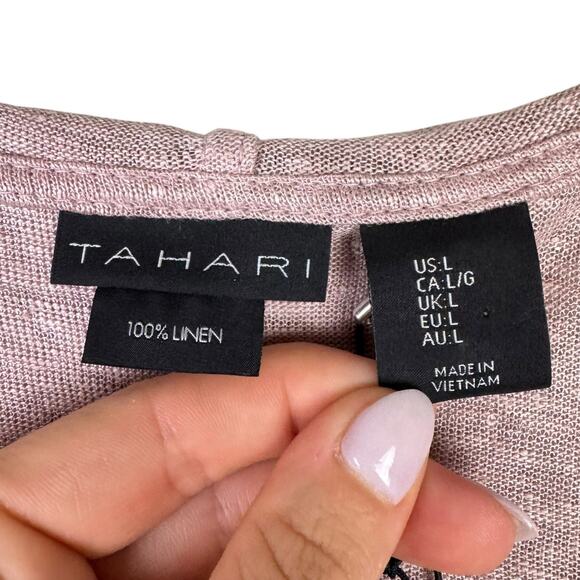 TAHARI
100% LINEN
US:L
CA:L/G
UK:L
EU:L
AU:L
MADE IN
VIETNAM